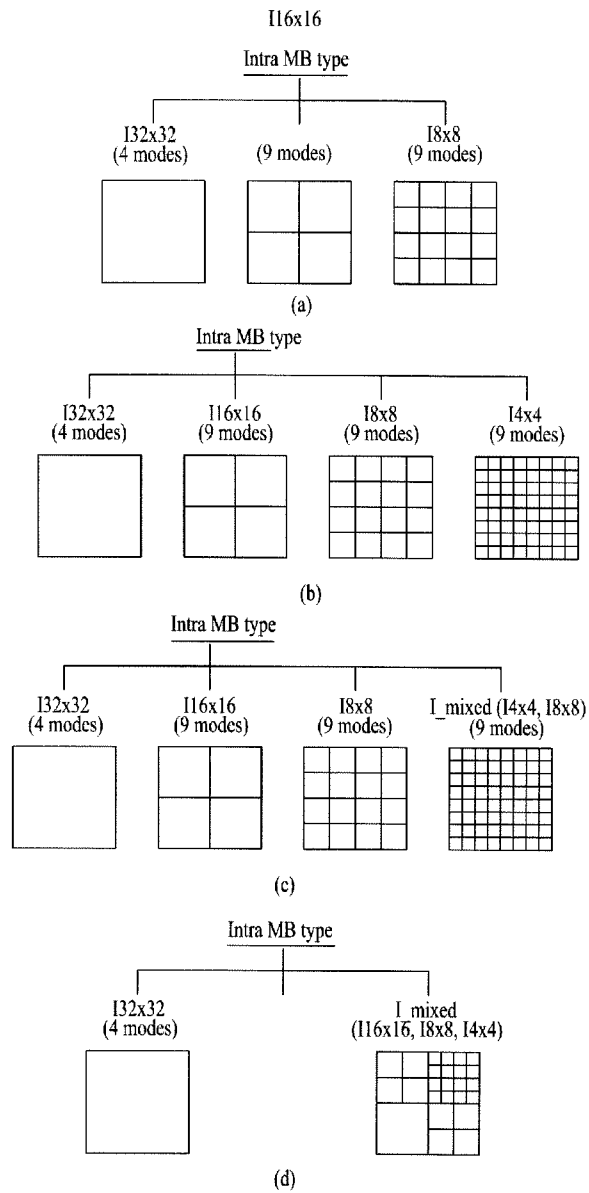 I16x16
Intra MB type
I32x32 I8x8
(4 modes) (9 modes) (9 modes)
(a)
Intra MB type
I32x32 I16x16 I8x8 I4x4
(4 modes) (9 modes) (9 modes) (9 modes)
(b)
Intra MB type
I32x32 I16x16 I8x8 I_mixed (I4x4, I8x8)
(4 modes) (9 modes) (9 modes) (9 modes)
(c)
Intra MB type
I32x32 I_mixed
(4 modes) (I16x16, I8x8, I4x4)
(d)